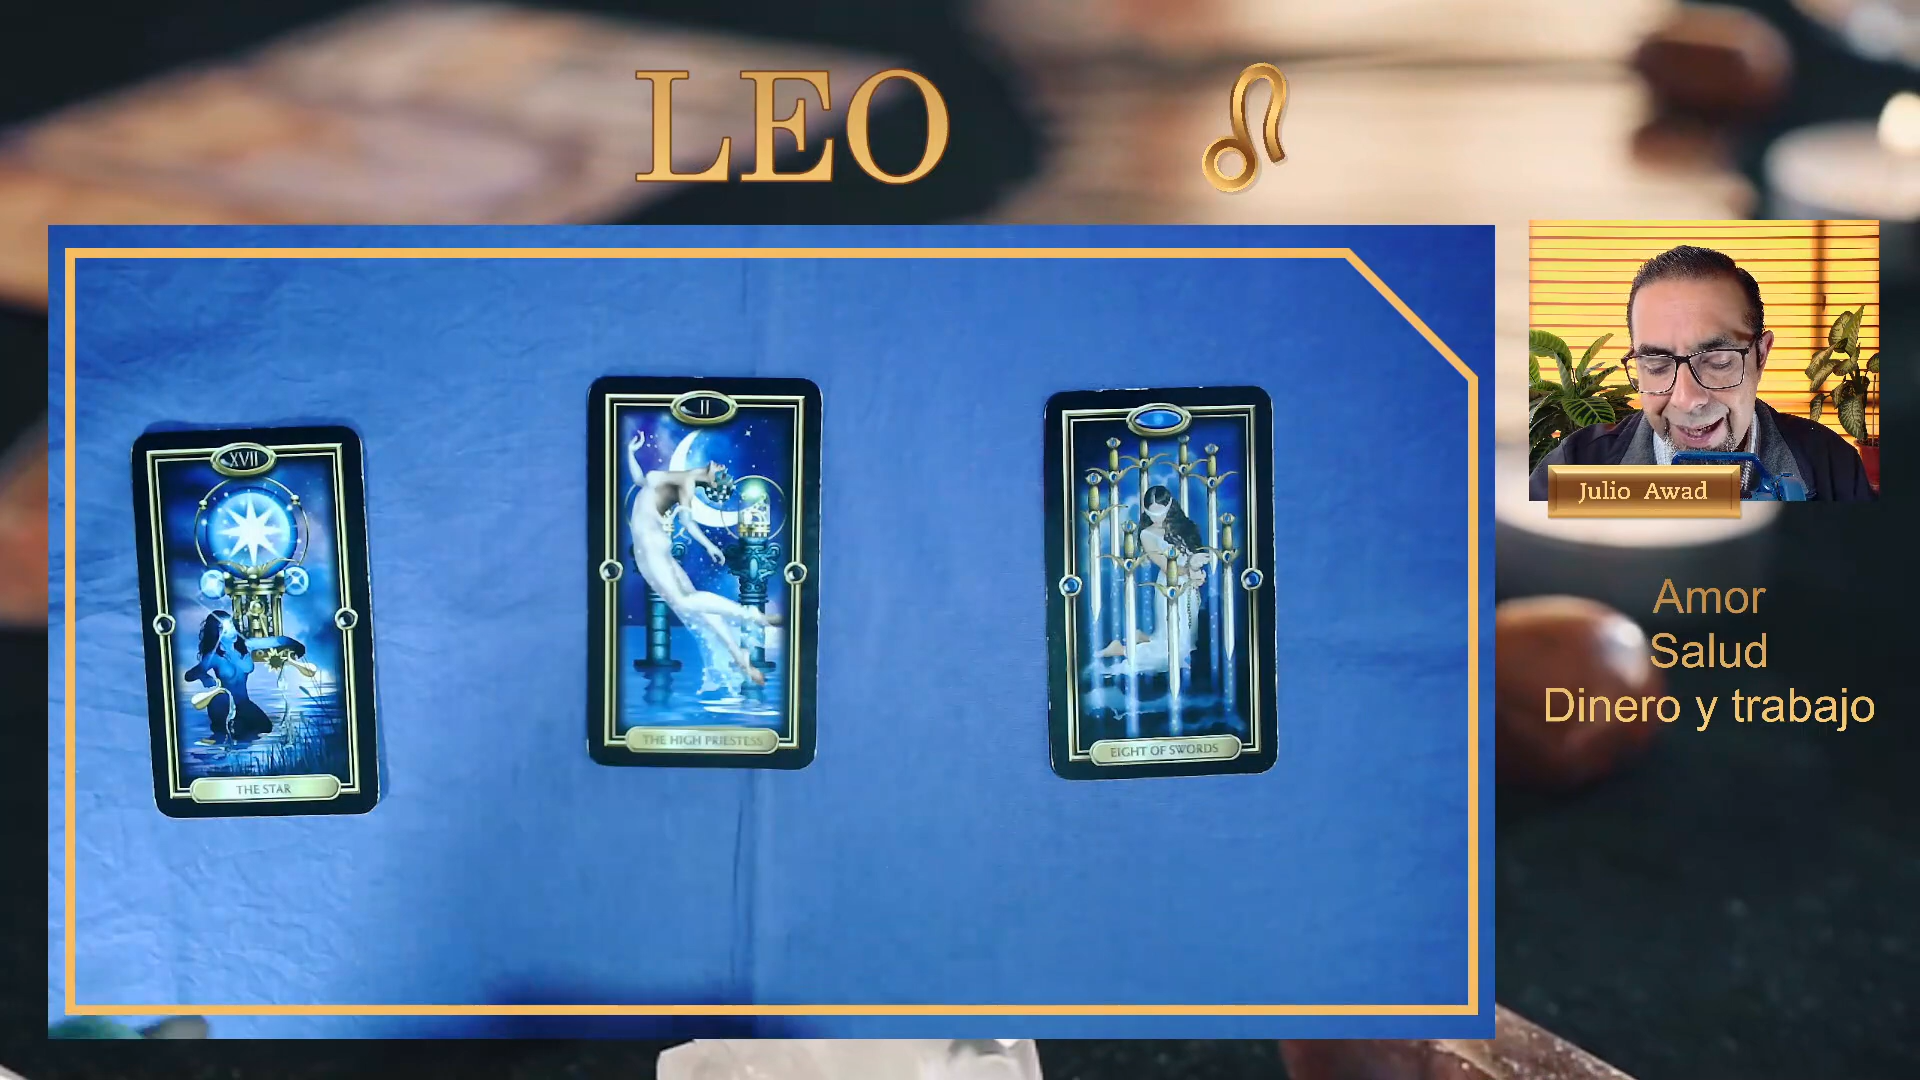 LEO
XVII
THE STAR
II
THE HIGH PRIESTESS
EIGHT OF SWORDS
Julio Awad
Amor
Salud
Dinero y trabajo